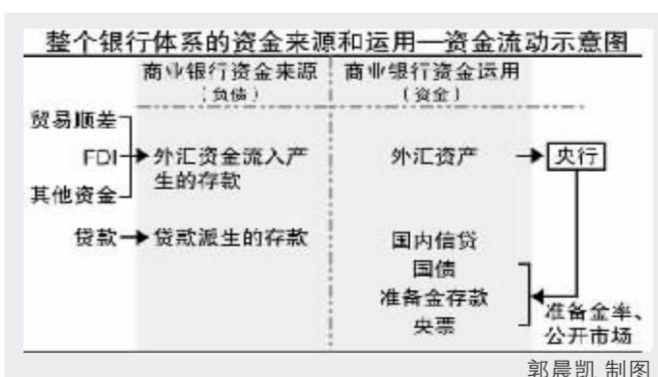 整个银行体系的资金来源和运用—资金流动示意图
商业银行资金来源
（负债）
商业银行资金运用
（资金）
贸易顺差
FDI
其他资金
外汇资金流入产
生的存款
外汇资产
央行
贷款
贷款派生的存款
国内信贷
国债
准备金存款
央票
准备金率、
公开市场
郭晨凯 制图